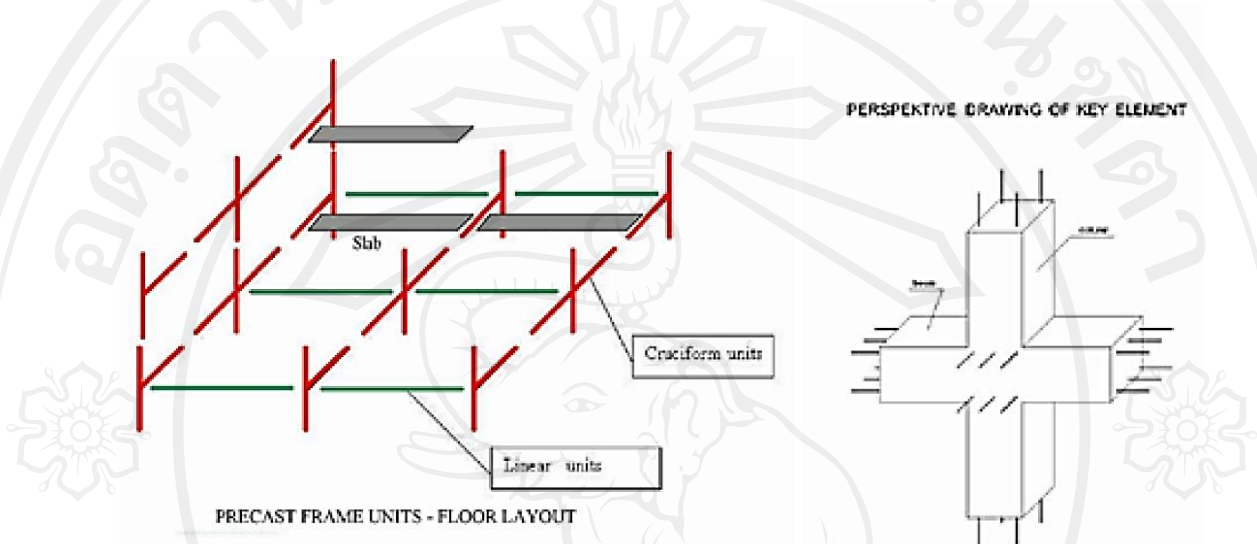 PERSPEKTIVE DRAWING OF KEY ELEMENT
Slab
Cruciform units
Linear units
PRECAST FRAME UNITS - FLOOR LAYOUT